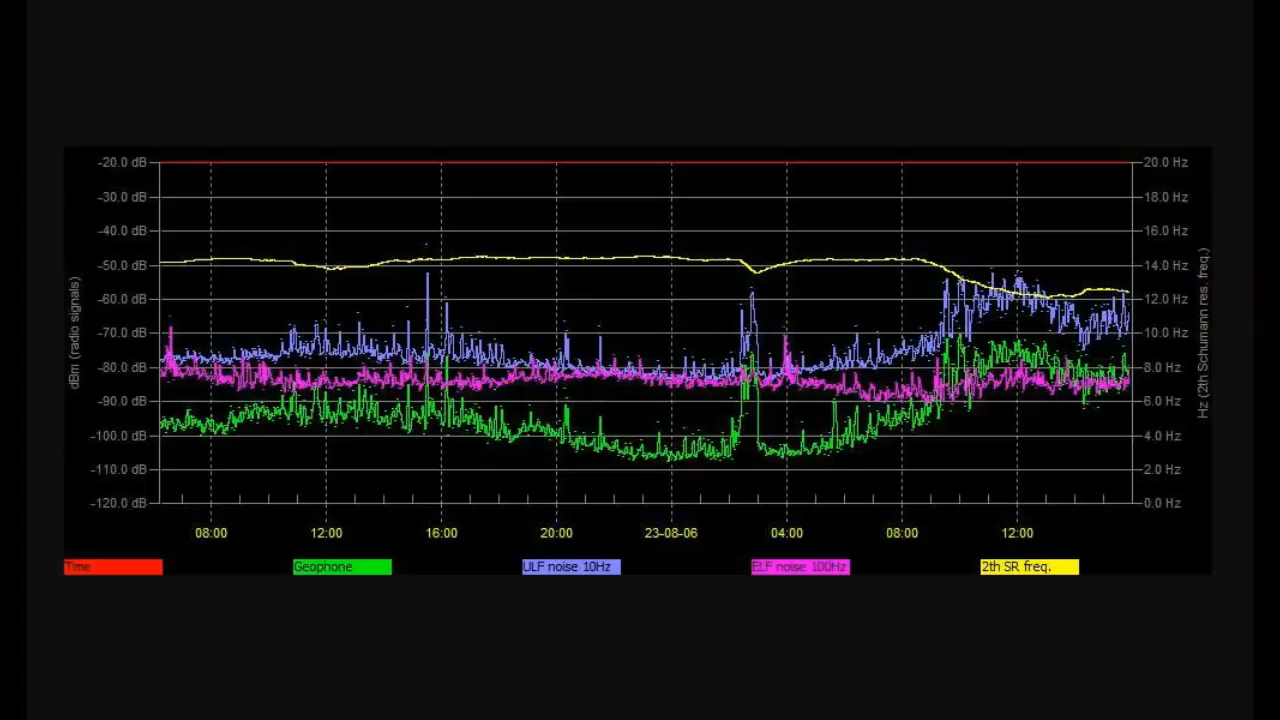 -20.0 dB 20.0 Hz
-30.0 dB 18.0 Hz
-40.0 dB 16.0 Hz
-50.0 dB 14.0 Hz
-60.0 dB 12.0 Hz
-70.0 dB 10.0 Hz
-80.0 dB 8.0 Hz
-90.0 dB 6.0 Hz
-100.0 dB 4.0 Hz
-110.0 dB 2.0 Hz
-120.0 dB 0.0 Hz
dBm (radio signals)
Hz (2th Schumann res. freq.)
08:00 12:00 16:00 20:00 23-08-06 04:00 08:00 12:00
Time Geophone ULF noise 10Hz ELF noise 100Hz 2th SR freq.